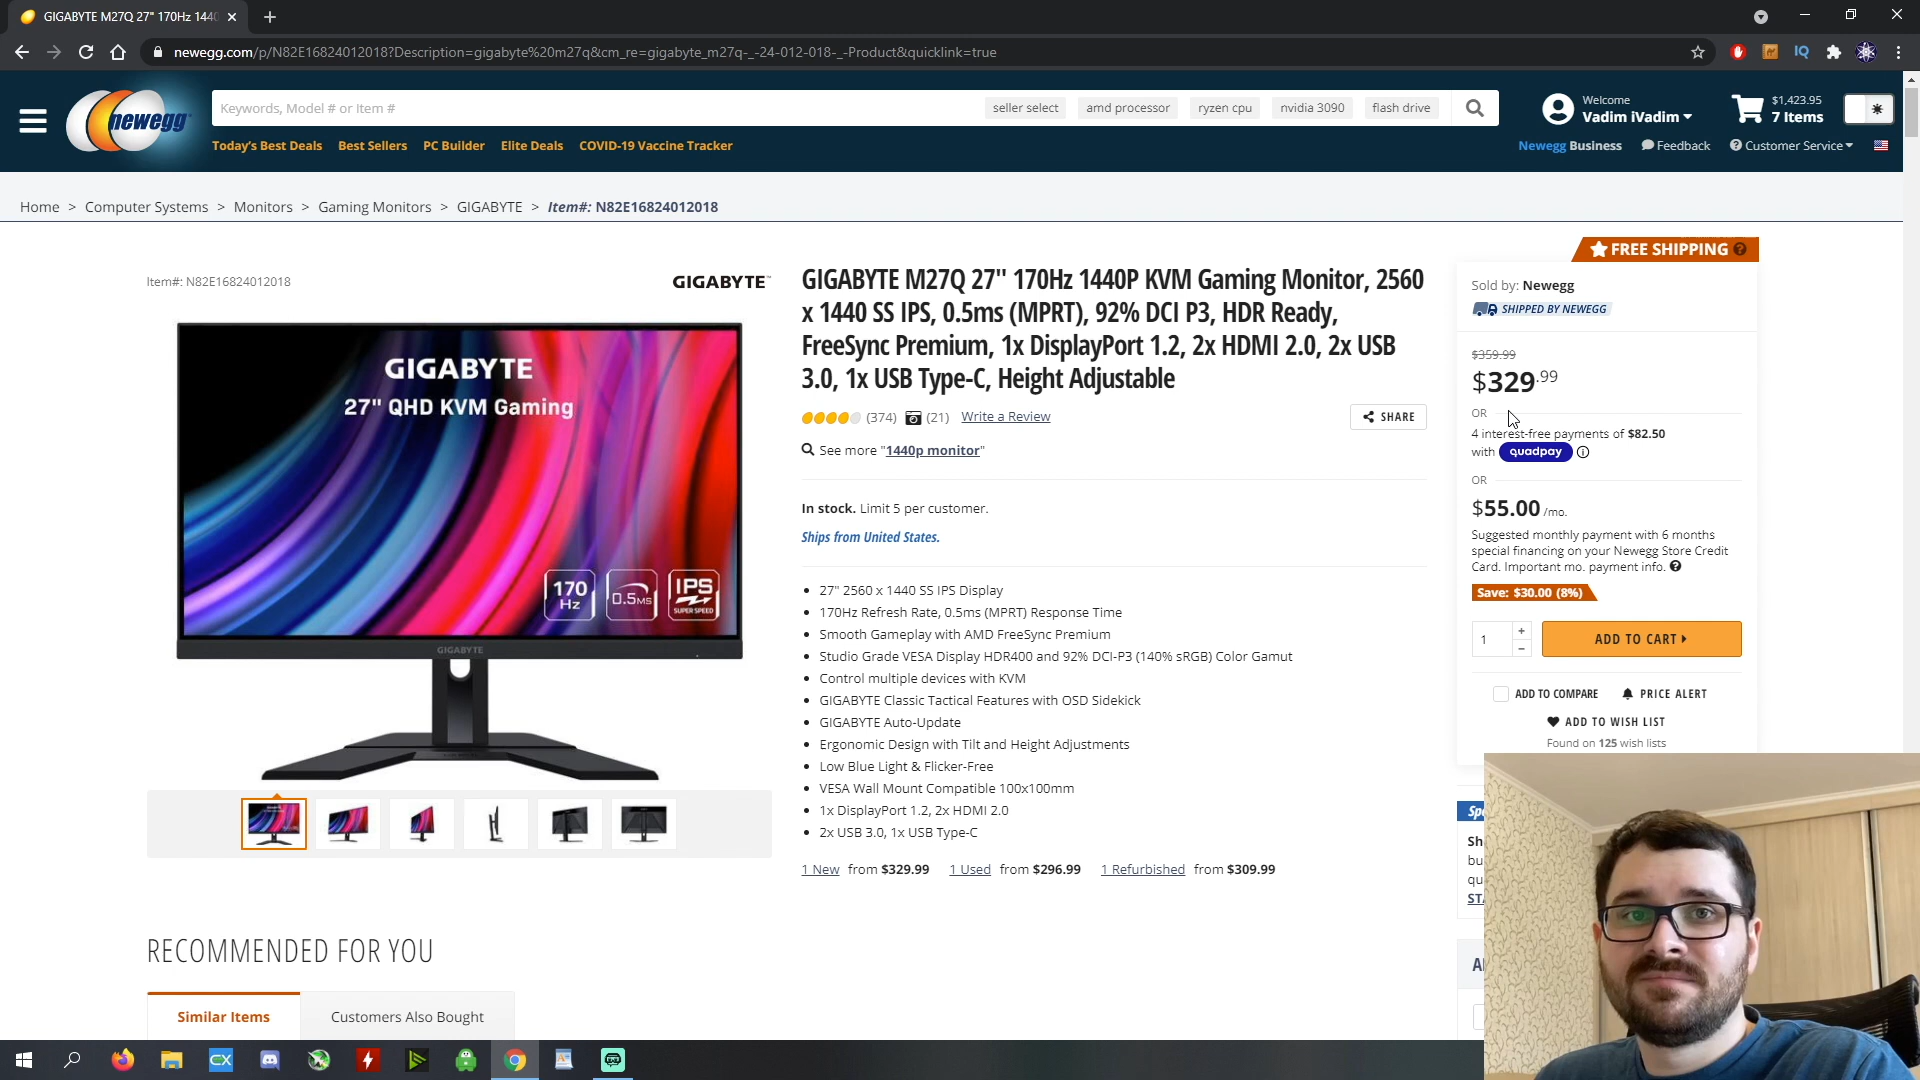 GIGABYTE M27Q 27" 170Hz 1440
newegg.com/p/N82E16824012018?Description=gigabyte%20m27q&cm_re=gigabyte_m27q-_-24-012-018-_-Product&quicklink=true
newegg
Keywords, Model # or Item #
seller select
amd processor
ryzen cpu
nvidia 3090
flash drive
Welcome
Vadim iVadim
$1,423.95
7 Items
Today's Best Deals
Best Sellers
PC Builder
Elite Deals
COVID-19 Vaccine Tracker
Newegg Business
Feedback
Customer Service
Home > Computer Systems > Monitors > Gaming Monitors > GIGABYTE > Item#: N82E16824012018
Item#: N82E16824012018
GIGABYTE™
GIGABYTE
27" QHD KVM Gaming
170
Hz
0.5MS
IPS
SUPER SPEED
GIGABYTE
GIGABYTE M27Q 27" 170Hz 1440P KVM Gaming Monitor, 2560
x 1440 SS IPS, 0.5ms (MPRT), 92% DCI P3, HDR Ready,
FreeSync Premium, 1x DisplayPort 1.2, 2x HDMI 2.0, 2x USB
3.0, 1x USB Type-C, Height Adjustable
(374)
(21)
Write a Review
SHARE
See more "1440p monitor"
In stock. Limit 5 per customer.
Ships from United States.
• 27" 2560 x 1440 SS IPS Display
• 170Hz Refresh Rate, 0.5ms (MPRT) Response Time
• Smooth Gameplay with AMD FreeSync Premium
• Studio Grade VESA Display HDR400 and 92% DCI-P3 (140% sRGB) Color Gamut
• Control multiple devices with KVM
• GIGABYTE Classic Tactical Features with OSD Sidekick
• GIGABYTE Auto-Update
• Ergonomic Design with Tilt and Height Adjustments
• Low Blue Light & Flicker-Free
• VESA Wall Mount Compatible 100x100mm
• 1x DisplayPort 1.2, 2x HDMI 2.0
• 2x USB 3.0, 1x USB Type-C
1 New from $329.99
1 Used from $296.99
1 Refurbished from $309.99
FREE SHIPPING
Sold by: Newegg
SHIPPED BY NEWEGG
$359.99
$329.99
OR
4 interest-free payments of $82.50
with quadpay
OR
$55.00 /mo.
Suggested monthly payment with 6 months
special financing on your Newegg Store Credit
Card. Important mo. payment info.
Save: $30.00 (8%)
1
ADD TO CART
ADD TO COMPARE
PRICE ALERT
ADD TO WISH LIST
Found on 125 wish lists
Sp
Sh
bu
qu
ST
RECOMMENDED FOR YOU
Similar Items
Customers Also Bought